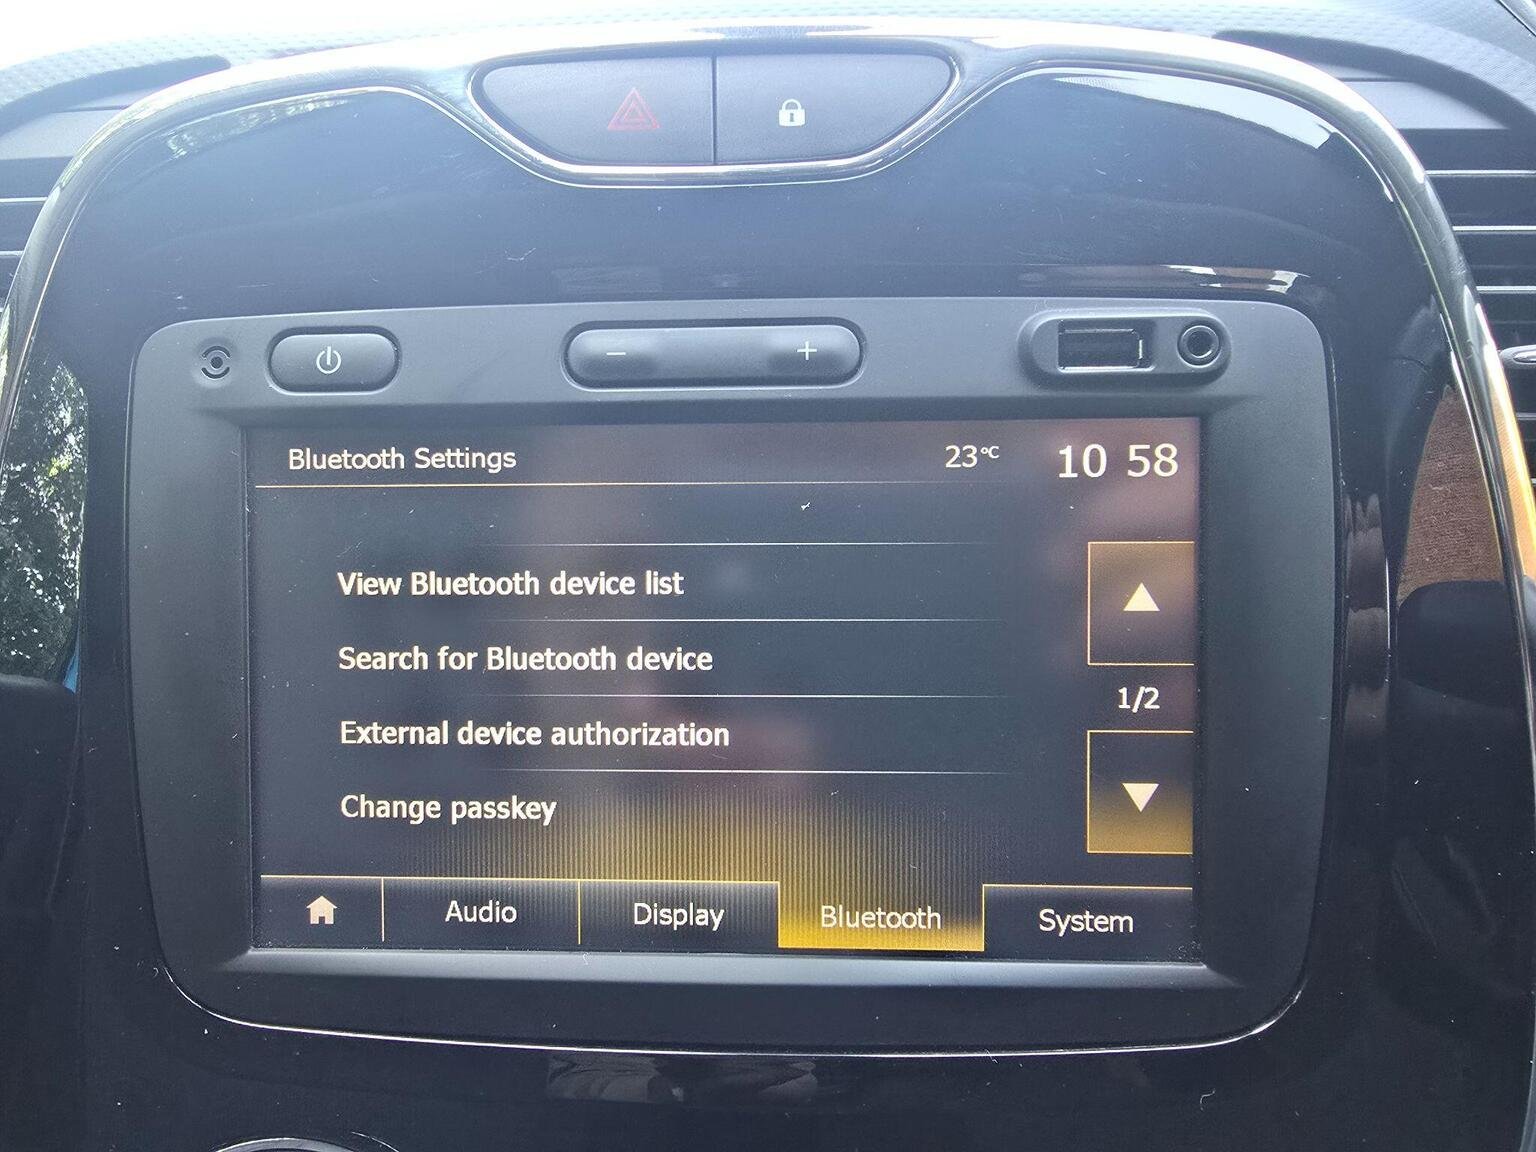 Bluetooth Settings 23°C 10 58
View Bluetooth device list
Search for Bluetooth device
External device authorization
Change passkey
1/2
Audio Display Bluetooth System